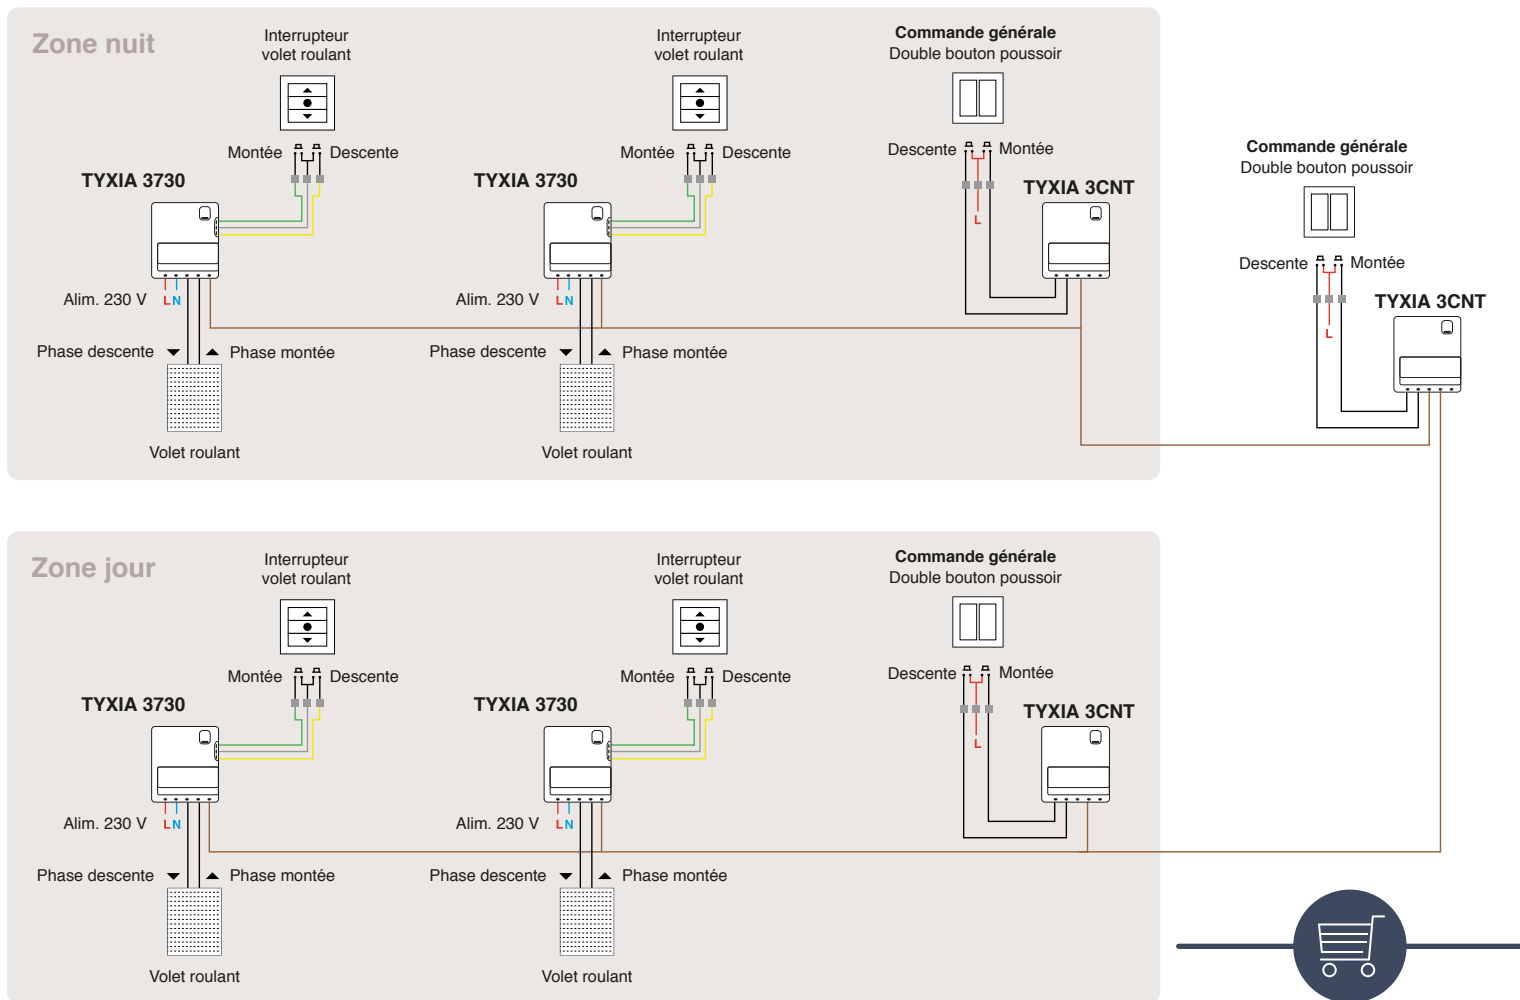 Zone nuit
Interrupteur
volet roulant
Interrupteur
volet roulant
Commande générale
Double bouton poussoir
Montée
Descente
Montée
Descente
Descente
Montée
TYXIA 3730
TYXIA 3730
TYXIA 3CNT
L
Alim. 230 V
L N
Alim. 230 V
L N
Phase descente
Phase montée
Phase descente
Phase montée
Volet roulant
Volet roulant
Commande générale
Double bouton poussoir
Descente
Montée
TYXIA 3CNT
L
Zone jour
Interrupteur
volet roulant
Interrupteur
volet roulant
Commande générale
Double bouton poussoir
Montée
Descente
Montée
Descente
Descente
Montée
TYXIA 3730
TYXIA 3730
TYXIA 3CNT
L
Alim. 230 V
L N
Alim. 230 V
L N
Phase descente
Phase montée
Phase descente
Phase montée
Volet roulant
Volet roulant